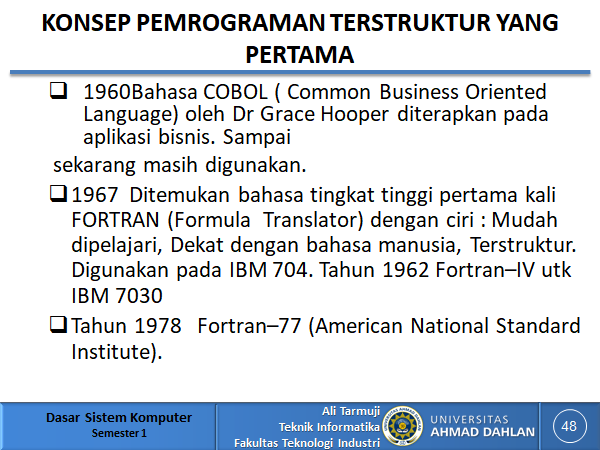 KONSEP PEMROGRAMAN TERSTRUKTUR YANG
PERTAMA
1960Bahasa COBOL ( Common Business Oriented
Language) oleh Dr Grace Hooper diterapkan pada
aplikasi bisnis. Sampai
sekarang masih digunakan.
1967 Ditemukan bahasa tingkat tinggi pertama kali
FORTRAN (Formula Translator) dengan ciri : Mudah
dipelajari, Dekat dengan bahasa manusia, Terstruktur.
Digunakan pada IBM 704. Tahun 1962 Fortran–IV utk
IBM 7030
Tahun 1978 Fortran–77 (American National Standard
Institute).
Dasar Sistem Komputer
Semester 1
Ali Tarmuji
Teknik Informatika
Fakultas Teknologi Industri
UNIVERSITAS
AHMAD DAHLAN
48